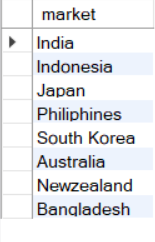 market
India
Indonesia
Japan
Philiphines
South Korea
Australia
Newzealand
Bangladesh